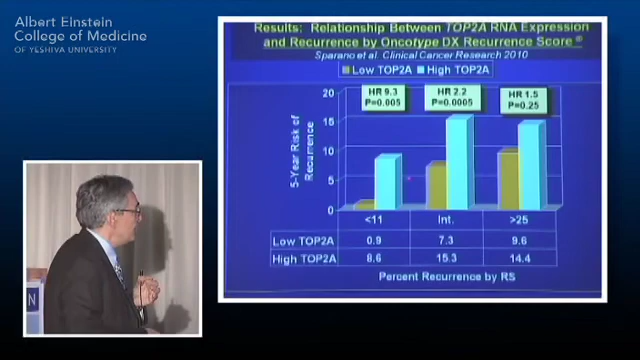 Albert Einstein
College of Medicine
OF YESHIVA UNIVERSITY
Results: Relationship Between TOP2A RNA Expression
and Recurrence by Oncotype DX Recurrence Score®
Sparano et al. Clinical Cancer Research 2010
Low TOP2A High TOP2A
HR 9.3
P=0.005
HR 2.2
P=0.0005
HR 1.5
P=0.25
5-Year Risk of
Recurrence
20
15
10
5
0
<11 Int. >25
Low TOP2A 0.9 7.3 9.6
High TOP2A 8.6 15.3 14.4
Percent Recurrence by RS
N